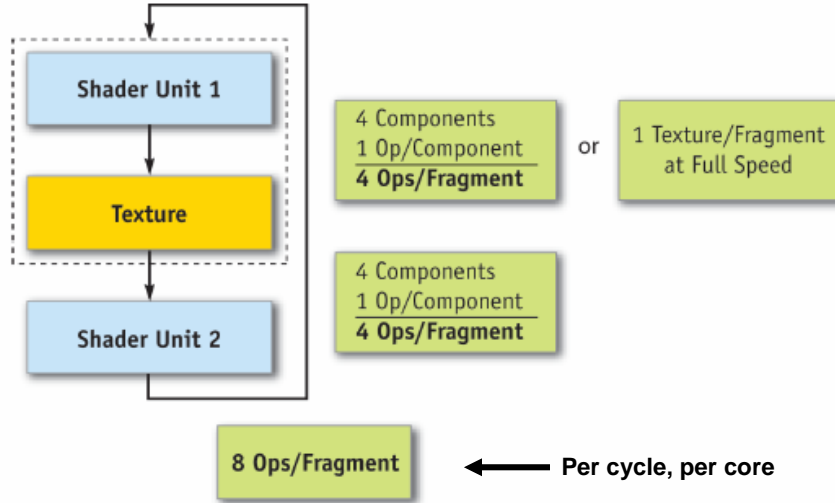 Shader Unit 1
4 Components
1 Op/Component
4 Ops/Fragment
or
1 Texture/Fragment
at Full Speed
Texture
4 Components
1 Op/Component
4 Ops/Fragment
Shader Unit 2
8 Ops/Fragment
Per cycle, per core